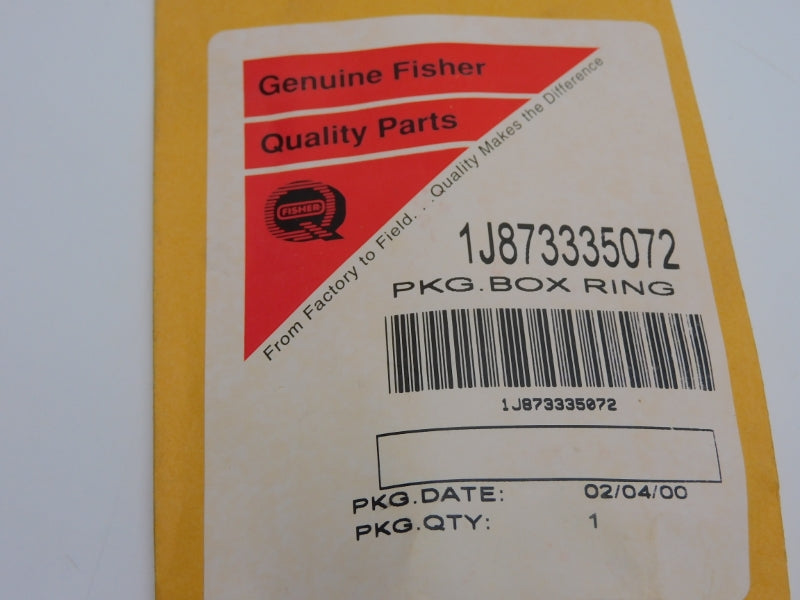 Genuine Fisher
Quality Parts
FISHER
From Factory to Field. . .Quality Makes the Difference
1J873335072
PKG.BOX RING
1J873335072
PKG.DATE: 02/04/00
PKG.QTY: 1